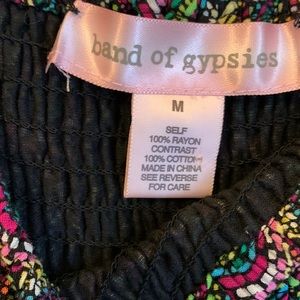 band of gypsies
M
SELF
100% RAYON
CONTRAST
100% COTTON
MADE IN CHINA
SEE REVERSE
FOR CARE